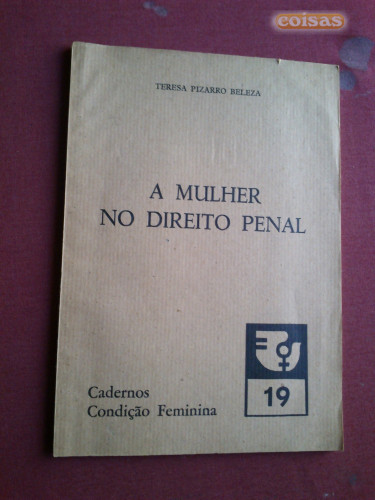 coisas
TERESA PIZARRO BELEZA
A MULHER
NO DIREITO PENAL
19
Cadernos
Condição Feminina